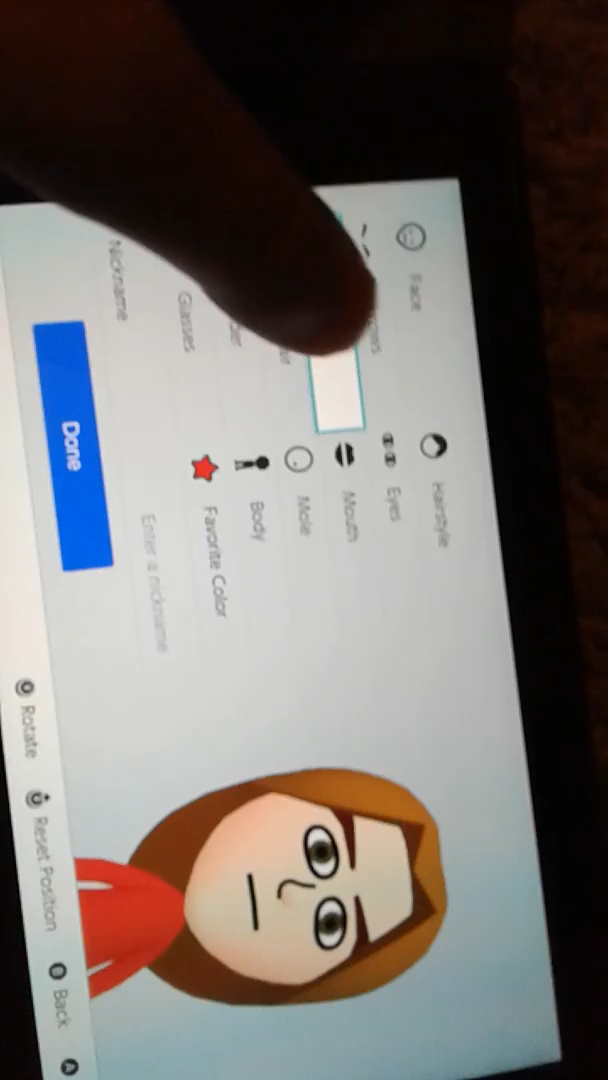 Face
Hairstyle
Eyes
Mouth
Mole
Body
Glasses
Favorite Color
Nickname
Enter a nickname
Done
Rotate
Reset Position
Back